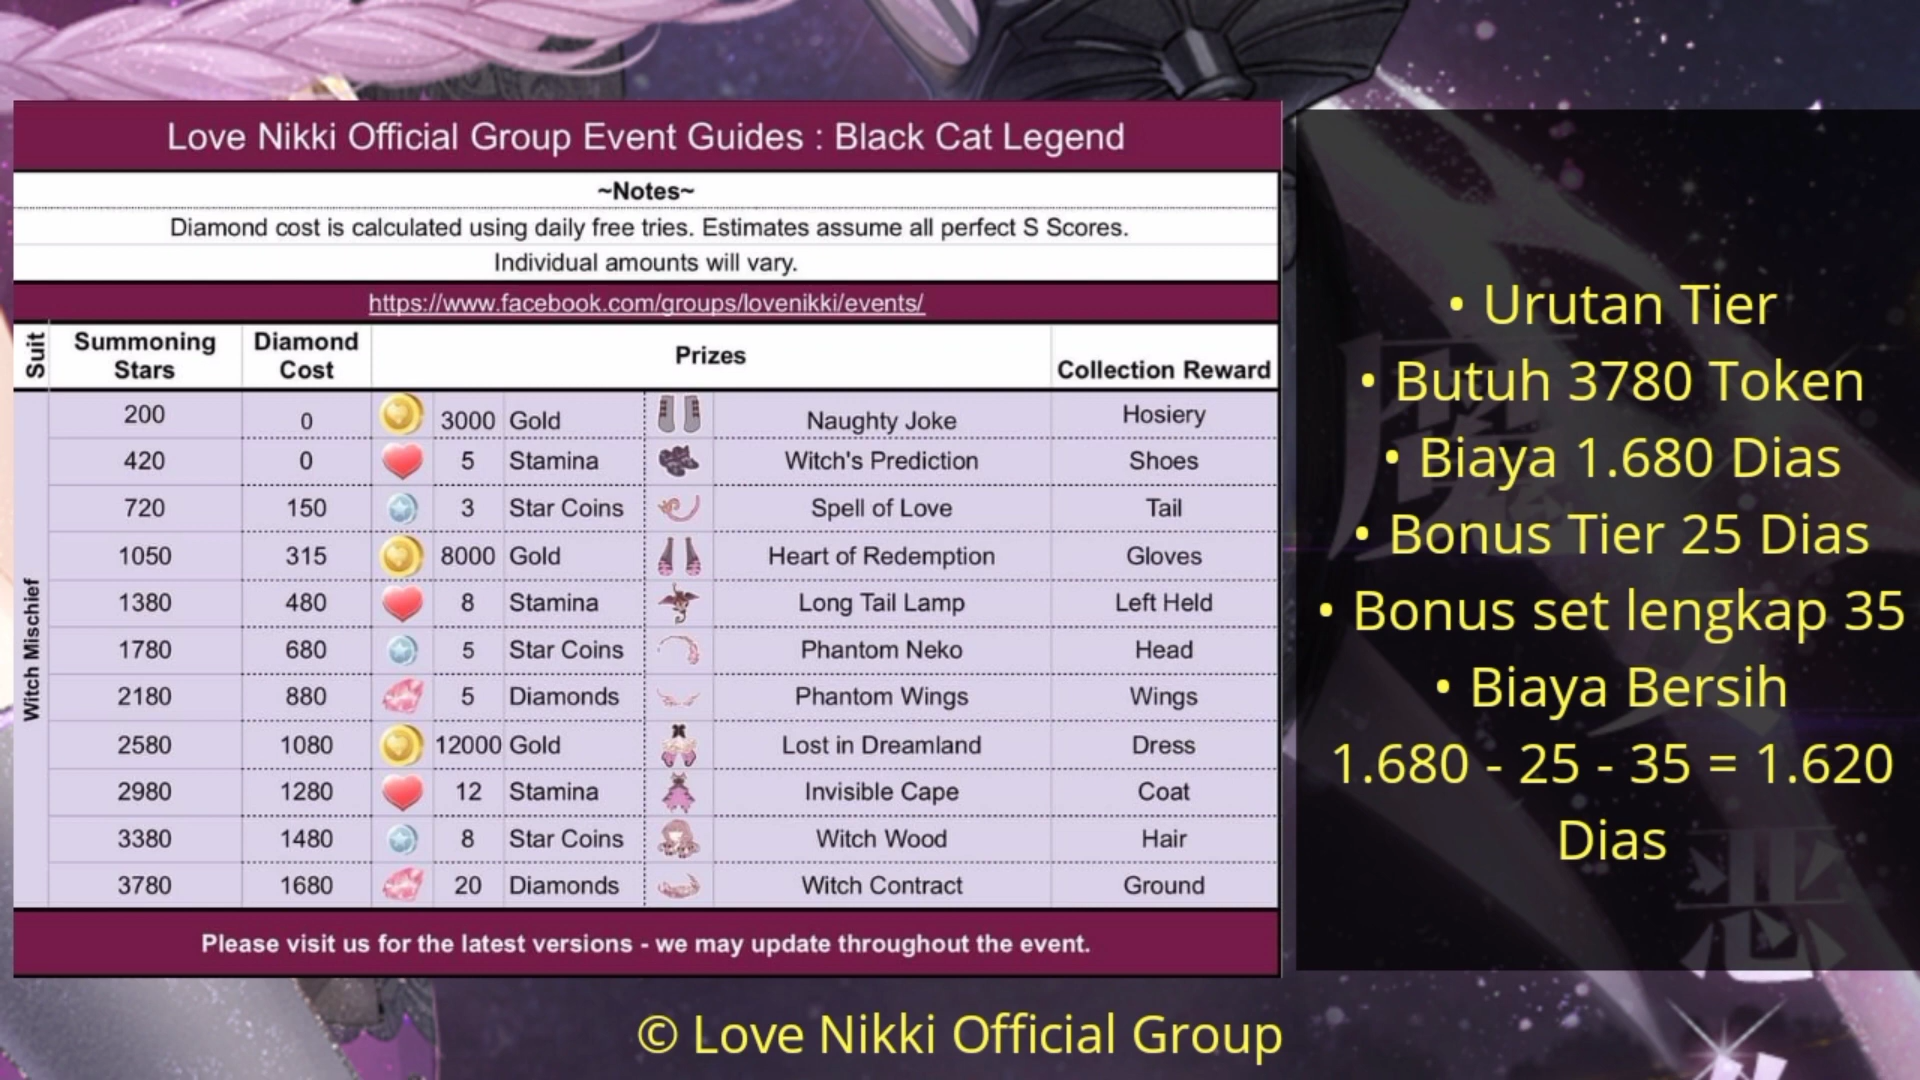 Love Nikki Official Group Event Guides : Black Cat Legend
~Notes~
Diamond cost is calculated using daily free tries. Estimates assume all perfect S Scores.
Individual amounts will vary.
https://www.facebook.com/groups/lovenikki/events/
Suit Summoning Stars Diamond Cost Prizes Collection Reward
Witch Mischief
200 0 3000 Gold Naughty Joke Hosiery
420 0 5 Stamina Witch's Prediction Shoes
720 150 3 Star Coins Spell of Love Tail
1050 315 8000 Gold Heart of Redemption Gloves
1380 480 8 Stamina Long Tail Lamp Left Held
1780 680 5 Star Coins Phantom Neko Head
2180 880 5 Diamonds Phantom Wings Wings
2580 1080 12000 Gold Lost in Dreamland Dress
2980 1280 12 Stamina Invisible Cape Coat
3380 1480 8 Star Coins Witch Wood Hair
3780 1680 20 Diamonds Witch Contract Ground
Please visit us for the latest versions - we may update throughout the event.
• Urutan Tier
• Butuh 3780 Token
• Biaya 1.680 Dias
• Bonus Tier 25 Dias
• Bonus set lengkap 35
• Biaya Bersih
1.680 - 25 - 35 = 1.620
Dias
© Love Nikki Official Group